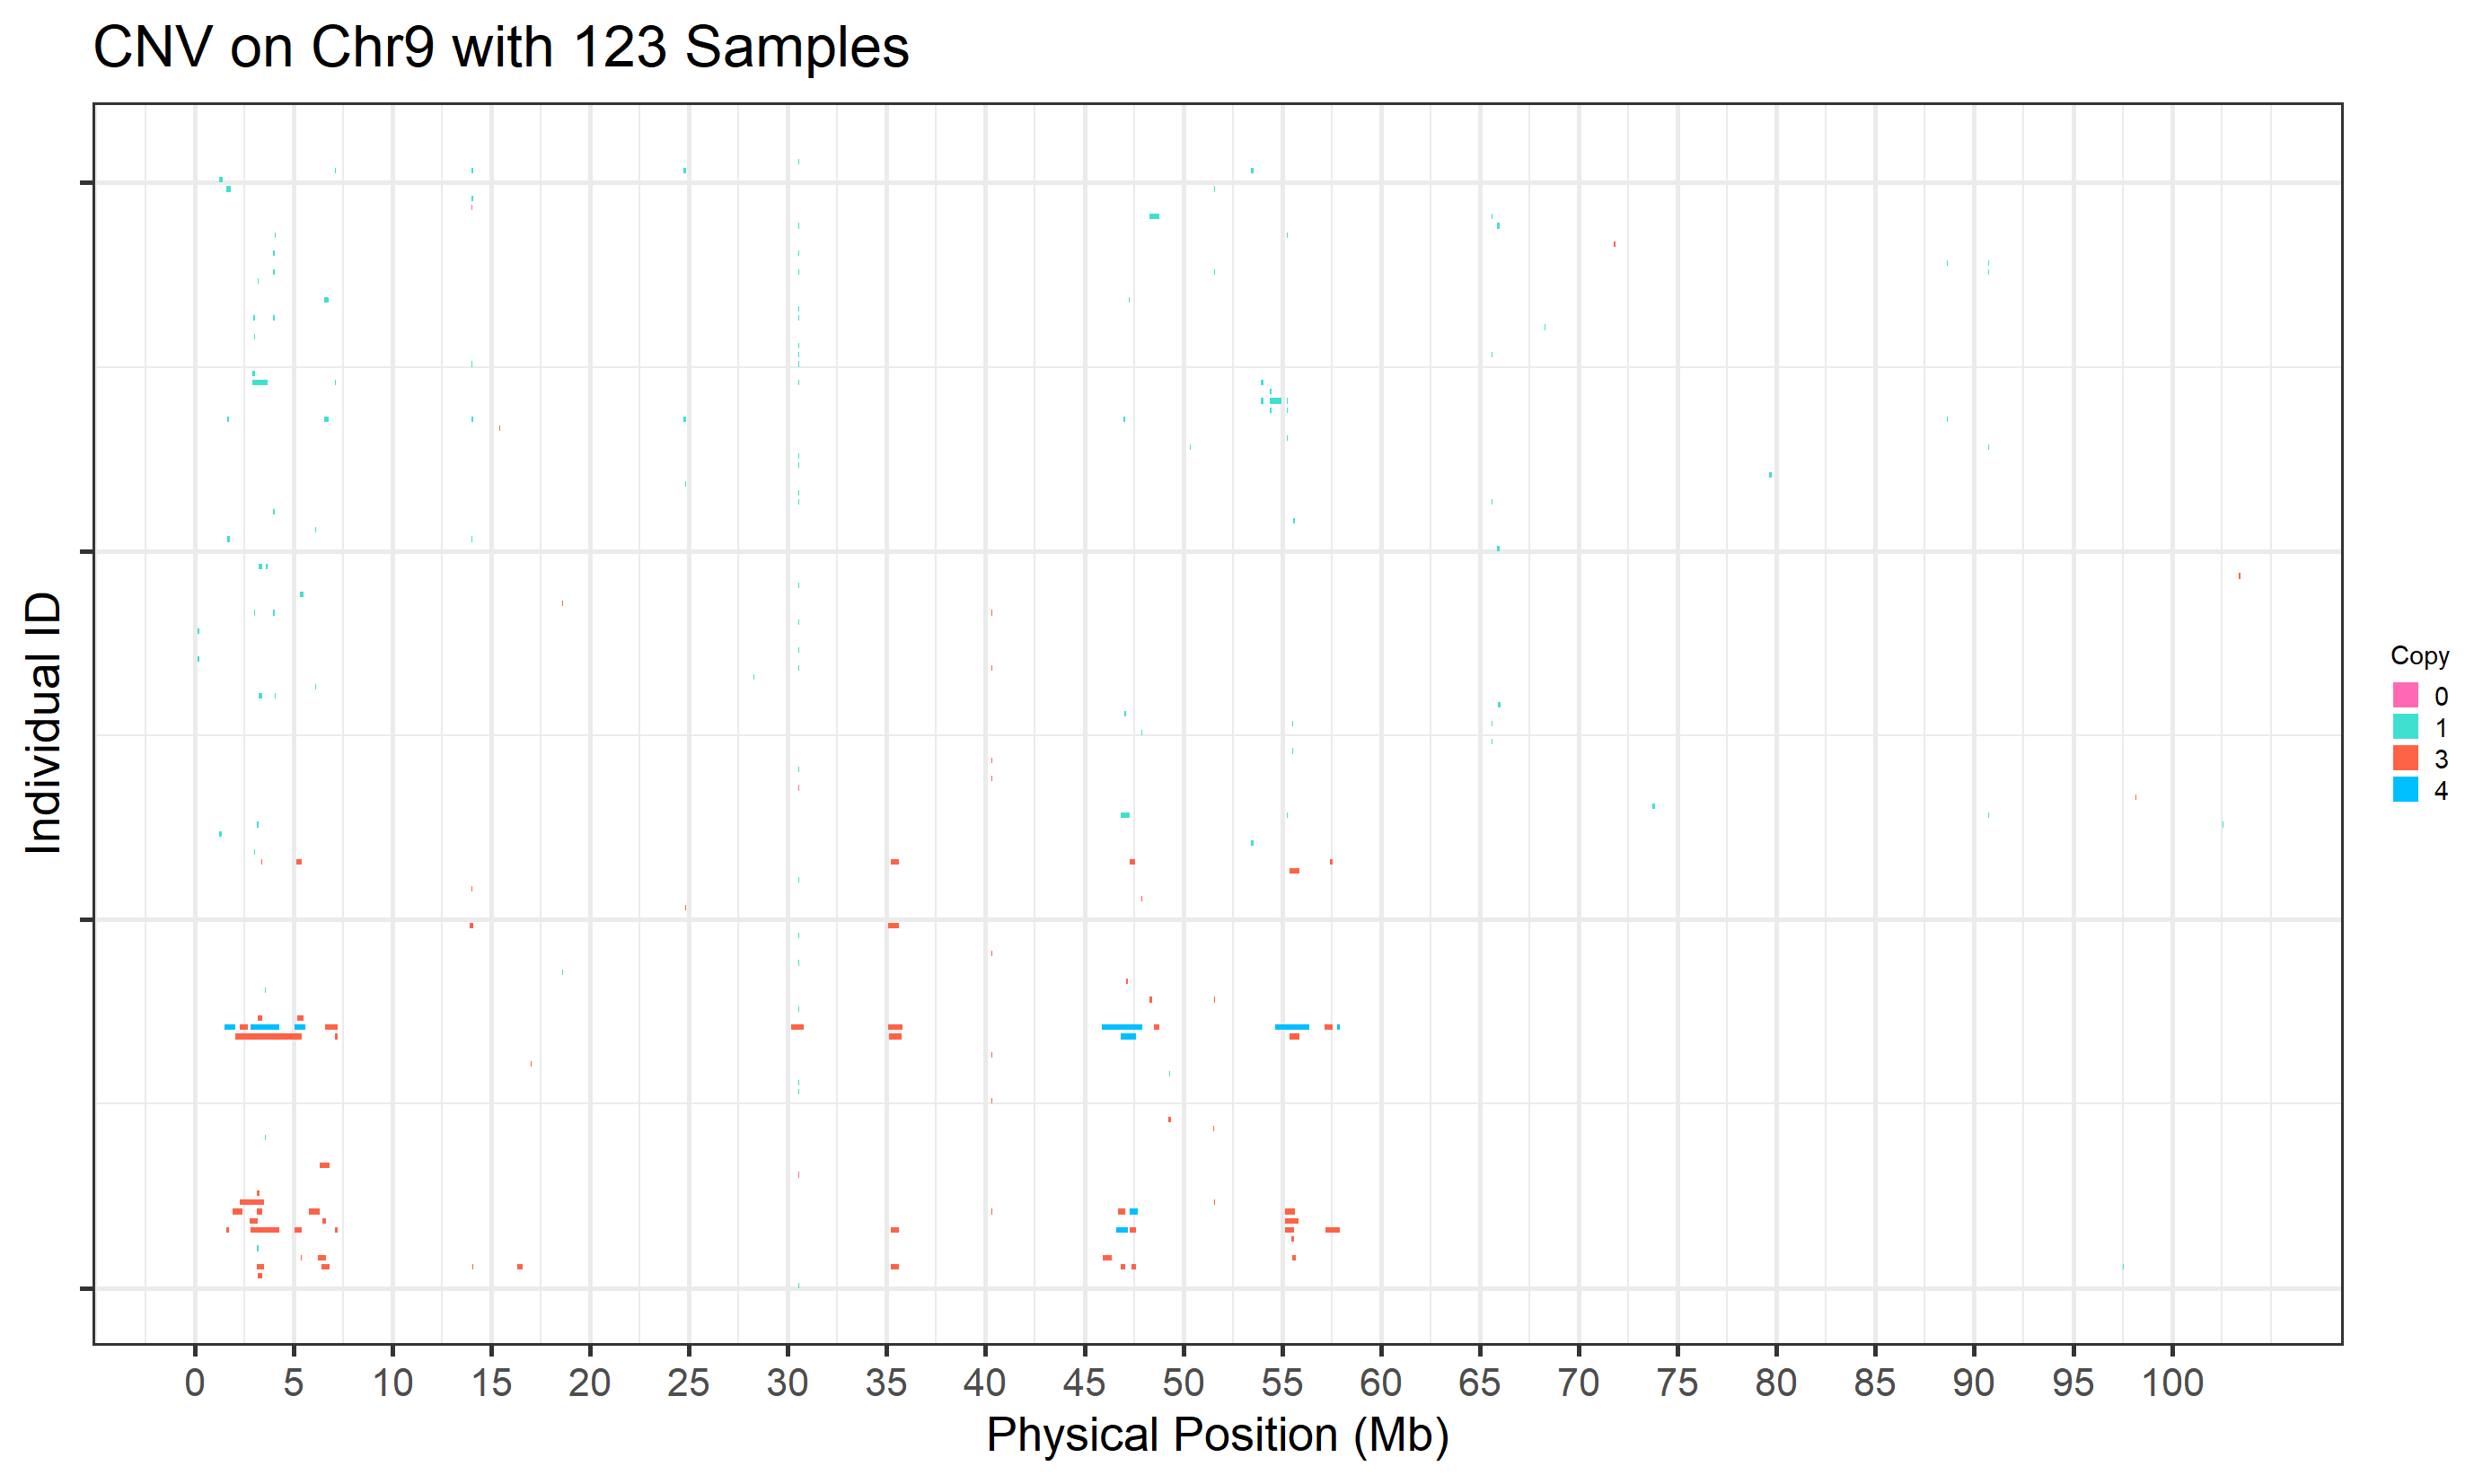 CNV on Chr9 with 123 Samples
Individual ID
Copy
0
1
3
4
0 5 10 15 20 25 30 35 40 45 50 55 60 65 70 75 80 85 90 95 100
Physical Position (Mb)